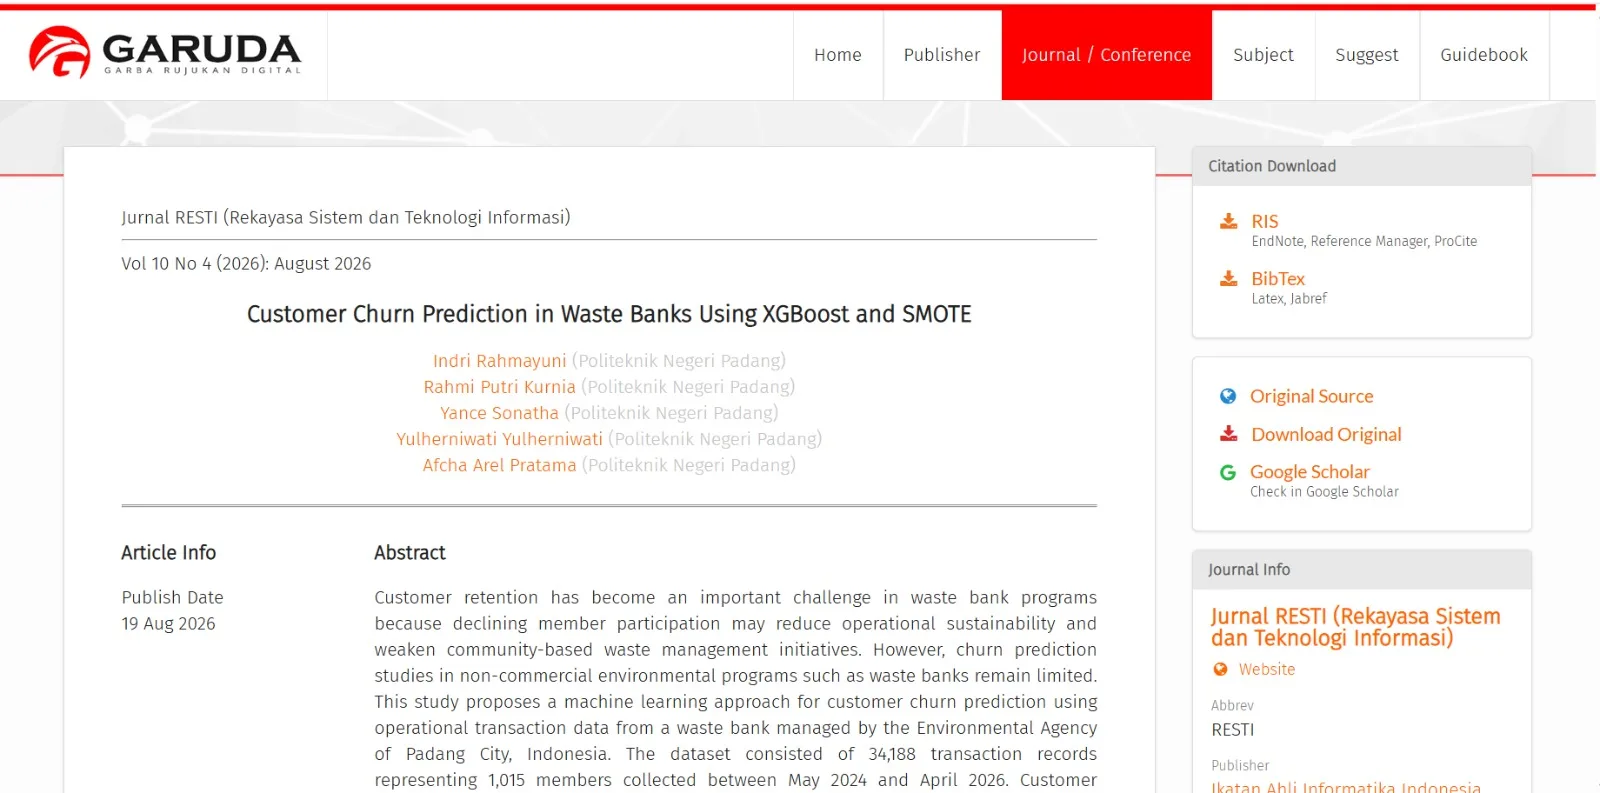 GARUDA
GARBA RUJUKAN DIGITAL
Home
Publisher
Journal / Conference
Subject
Suggest
Guidebook
Jurnal RESTI (Rekayasa Sistem dan Teknologi Informasi)
Vol 10 No 4 (2026): August 2026
Customer Churn Prediction in Waste Banks Using XGBoost and SMOTE
Indri Rahmayuni (Politeknik Negeri Padang)
Rahmi Putri Kurnia (Politeknik Negeri Padang)
Yance Sonatha (Politeknik Negeri Padang)
Yulherniwati Yulherniwati (Politeknik Negeri Padang)
Afcha Arel Pratama (Politeknik Negeri Padang)
Article Info
Publish Date
19 Aug 2026
Abstract
Customer retention has become an important challenge in waste bank programs
because declining member participation may reduce operational sustainability and
weaken community-based waste management initiatives. However, churn prediction
studies in non-commercial environmental programs such as waste banks remain limited.
This study proposes a machine learning approach for customer churn prediction using
operational transaction data from a waste bank managed by the Environmental Agency
of Padang City, Indonesia. The dataset consisted of 34,188 transaction records
representing 1,015 members collected between May 2024 and April 2026. Customer
Citation Download
RIS
EndNote, Reference Manager, ProCite
BibTex
Latex, Jabref
Original Source
Download Original
Google Scholar
Check in Google Scholar
Journal Info
Jurnal RESTI (Rekayasa Sistem
dan Teknologi Informasi)
Website
Abbrev
RESTI
Publisher
Ikatan Ahli Informatika Indonesia